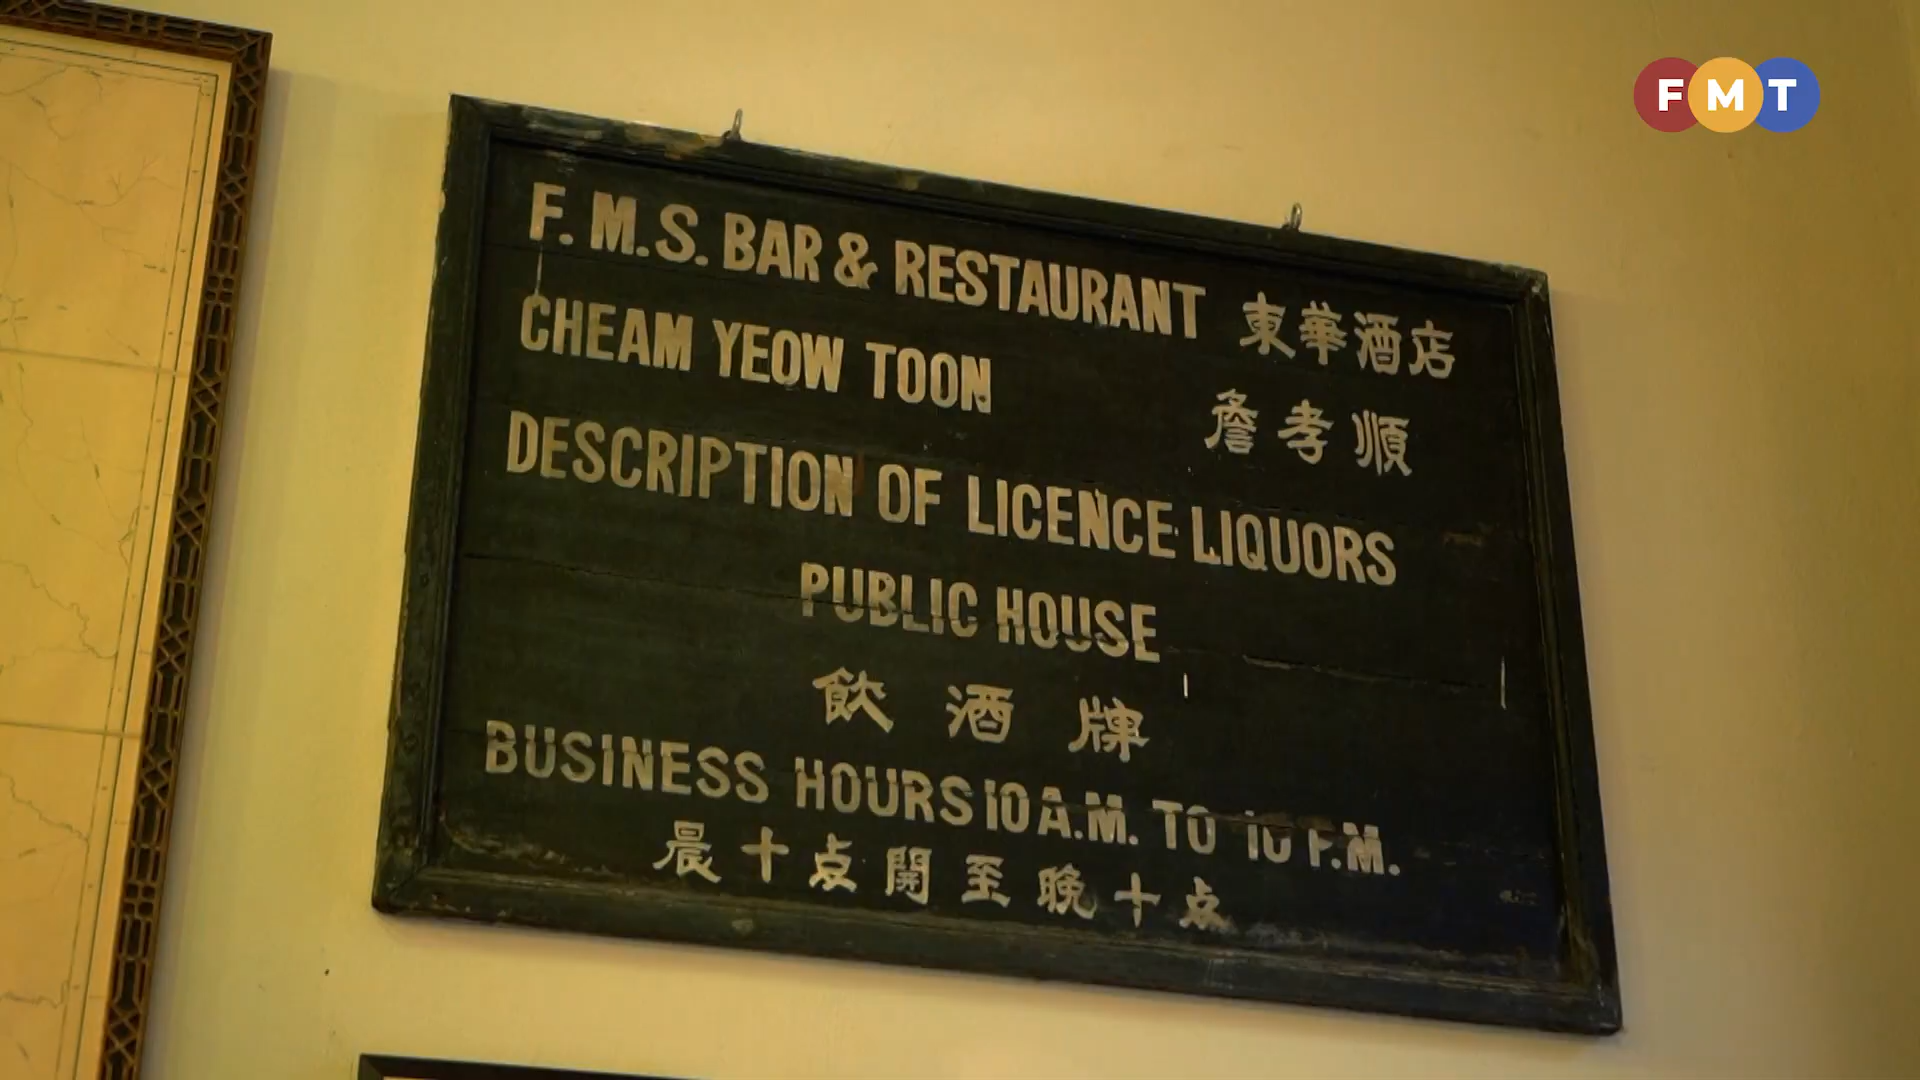 FMT
F. M.S. BAR & RESTAURANT 東華酒店
CHEAM YEOW TOON 詹孝順
DESCRIPTION OF LICENCE LIQUORS
PUBLIC HOUSE
飲酒牌
BUSINESS HOURS 10 A.M. TO 10 P.M.
晨十点開至晚十点